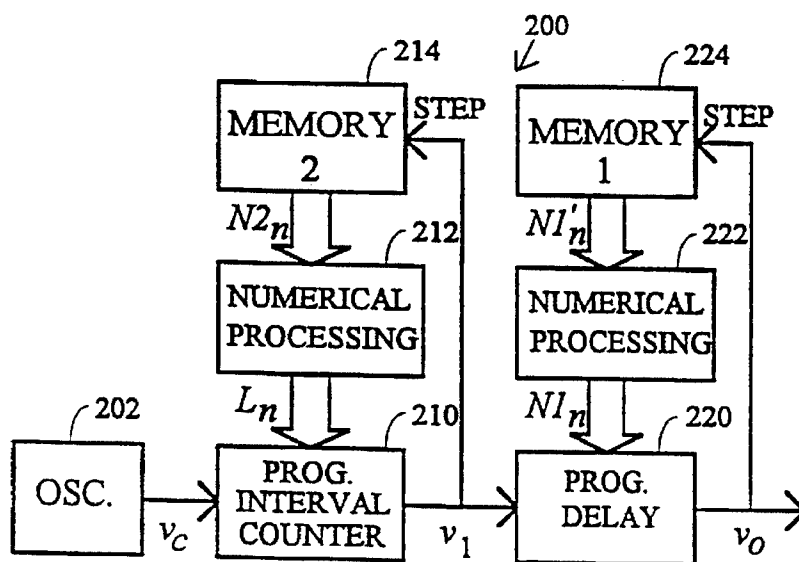 200
214
224
MEMORY
2
STEP
MEMORY
1
STEP
N2n
212
N1'n
222
NUMERICAL
PROCESSING
NUMERICAL
PROCESSING
202
Ln
210
N1n
220
OSC.
vC
PROG.
INTERVAL
COUNTER
v1
PROG.
DELAY
vO